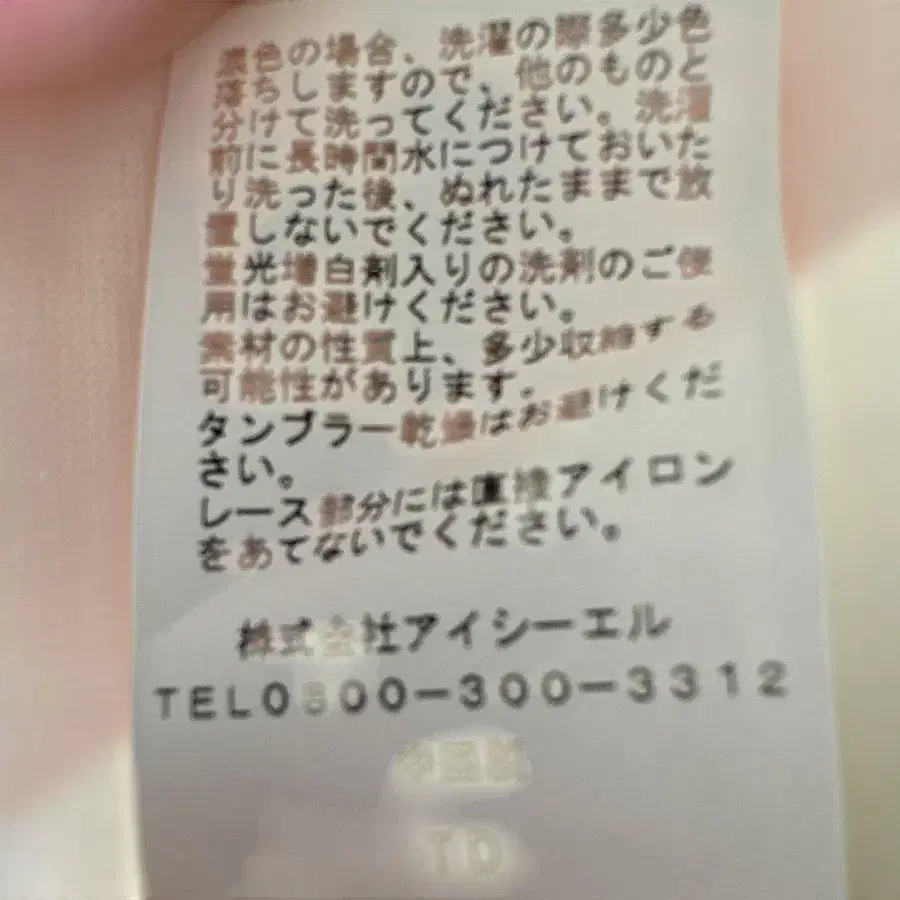 濃色の場合、洗濯の際多少色
落ちしますので、他のものと
分けて洗ってください。洗濯
前に長時間水につけておいた
り洗った後、ぬれたままで放
置しないでください。
蛍光増白剤入りの洗剤のご使
用はお避けください。
素材の性質上、多少収縮する
可能性があります。
タンブラー乾燥はお避けくだ
さい。
レース部分には直接アイロン
をあてないでください。
株式会社アイシーエル
TEL0800-300-3312
中国製
TD